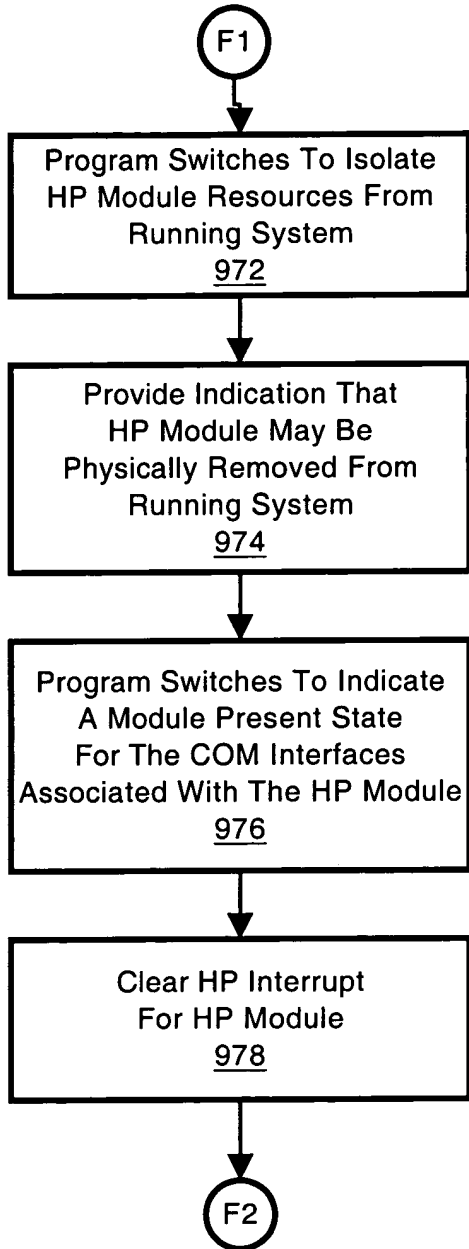 F1
Program Switches To Isolate
HP Module Resources From
Running System
972
Provide Indication That
HP Module May Be
Physically Removed From
Running System
974
Program Switches To Indicate
A Module Present State
For The COM Interfaces
Associated With The HP Module
976
Clear HP Interrupt
For HP Module
978
F2